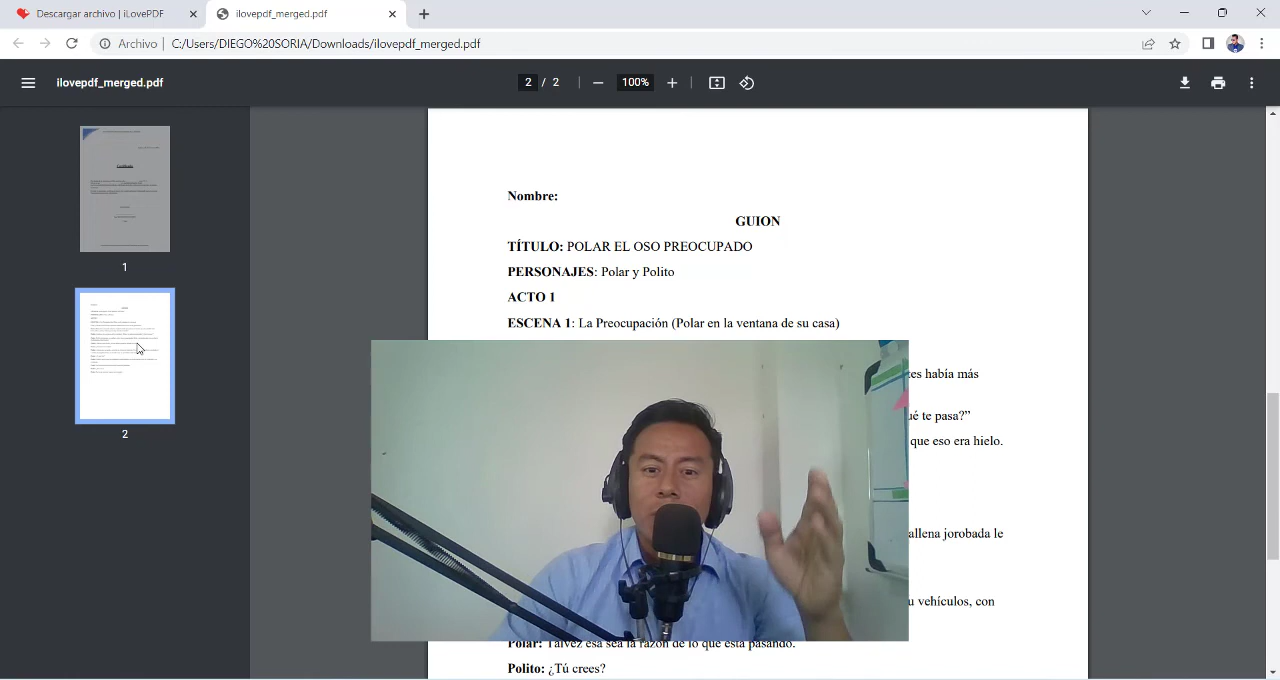 Descargar archivo | iLovePDF
ilovepdf_merged.pdf
Archivo | C:/Users/DIEGO%20SORIA/Downloads/ilovepdf_merged.pdf
ilovepdf_merged.pdf
2 / 2
100%
1
2
Nombre:
GUION
TÍTULO: POLAR EL OSO PREOCUPADO
PERSONAJES: Polar y Polito
ACTO 1
ESCENA 1: La Preocupación (Polar en la ventana de su casa)
había más
te pasa?”
que eso era hielo.
jorobada le
vehículos, con
Polar: Talvez esa sea la razón de lo que está pasando.
Polito: ¿Tú crees?